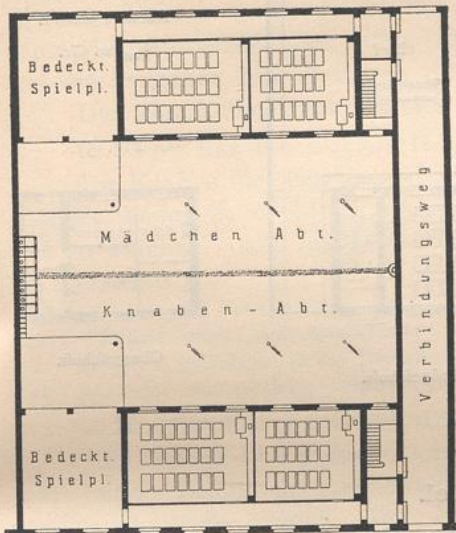 Bedeckt.
Spielpl.
Mädchen Abt.
Knaben-Abt.
Verbindungsweg
Bedeckt.
Spielpl.